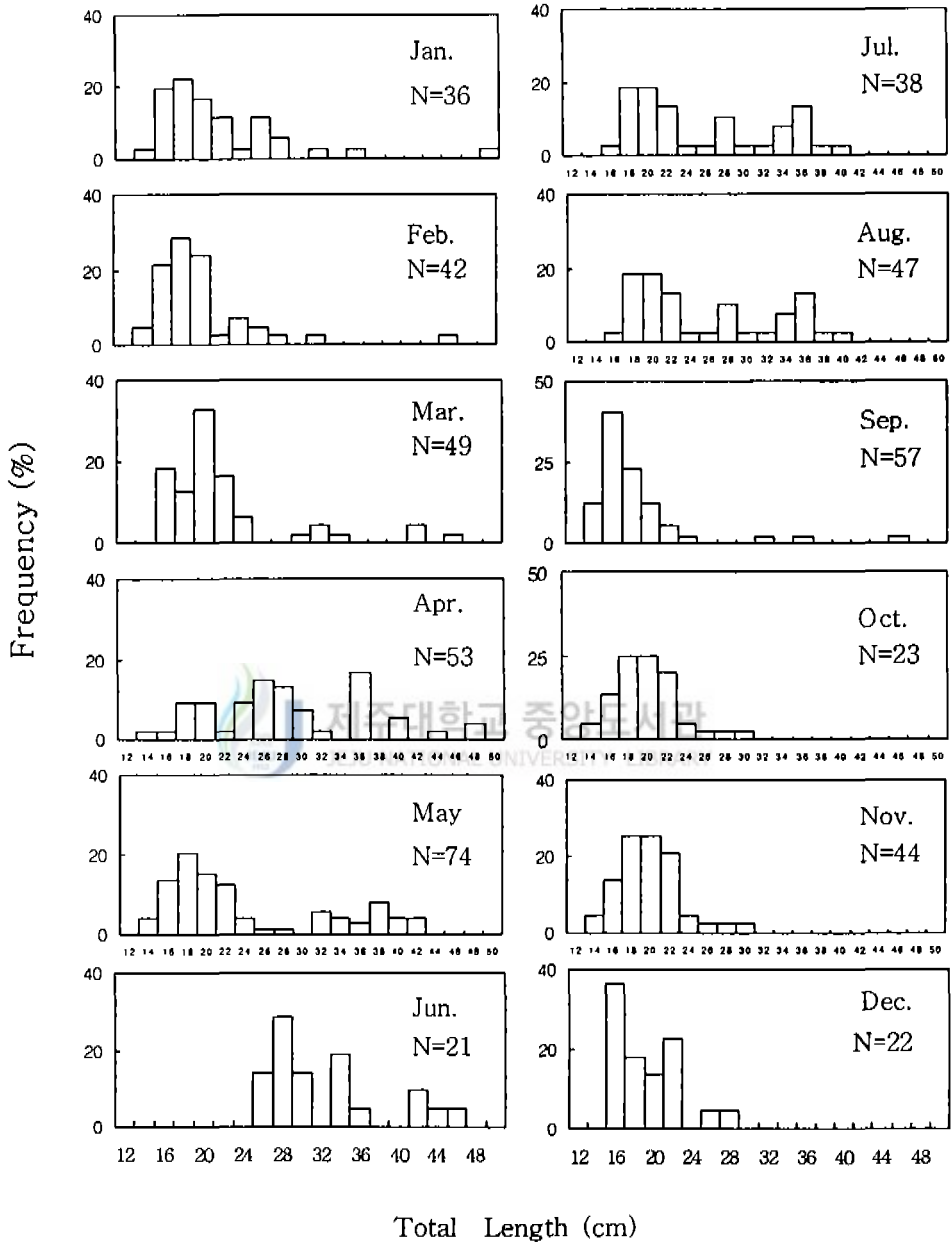 Frequency (%)
40
20
0
Jan.
N=36
40
20
0
Feb.
N=42
40
20
0
Mar.
N=49
40
20
0
Apr.
N=53
12 14 16 18 20 22 24 26 28 30 32 34 36 38 40 42 44 46 48 50
40
20
0
May
N=74
12 14 16 18 20 22 24 26 28 30 32 34 36 38 40 42 44 46 48 50
40
20
0
Jun.
N=21
12 16 20 24 28 32 36 40 44 48
40
20
0
Jul.
N=38
12 14 16 18 20 22 24 26 28 30 32 34 36 38 40 42 44 46 48 50
40
20
0
Aug.
N=47
12 14 16 18 20 22 24 26 28 30 32 34 36 38 40 42 44 46 48 50
50
25
0
Sep.
N=57
50
25
0
Oct.
N=23
12 14 16 18 20 22 24 26 28 30 32 34 36 38 40 42 44 46 48 50
40
20
0
Nov.
N=44
12 14 16 18 20 22 24 26 28 30 32 34 36 38 40 42 44 46 48 50
40
20
0
Dec.
N=22
12 16 20 24 28 32 36 40 44 48
Total Length (cm)
제주대학교 중앙도서관
JEJU NATIONAL UNIVERSITY LIBRARY